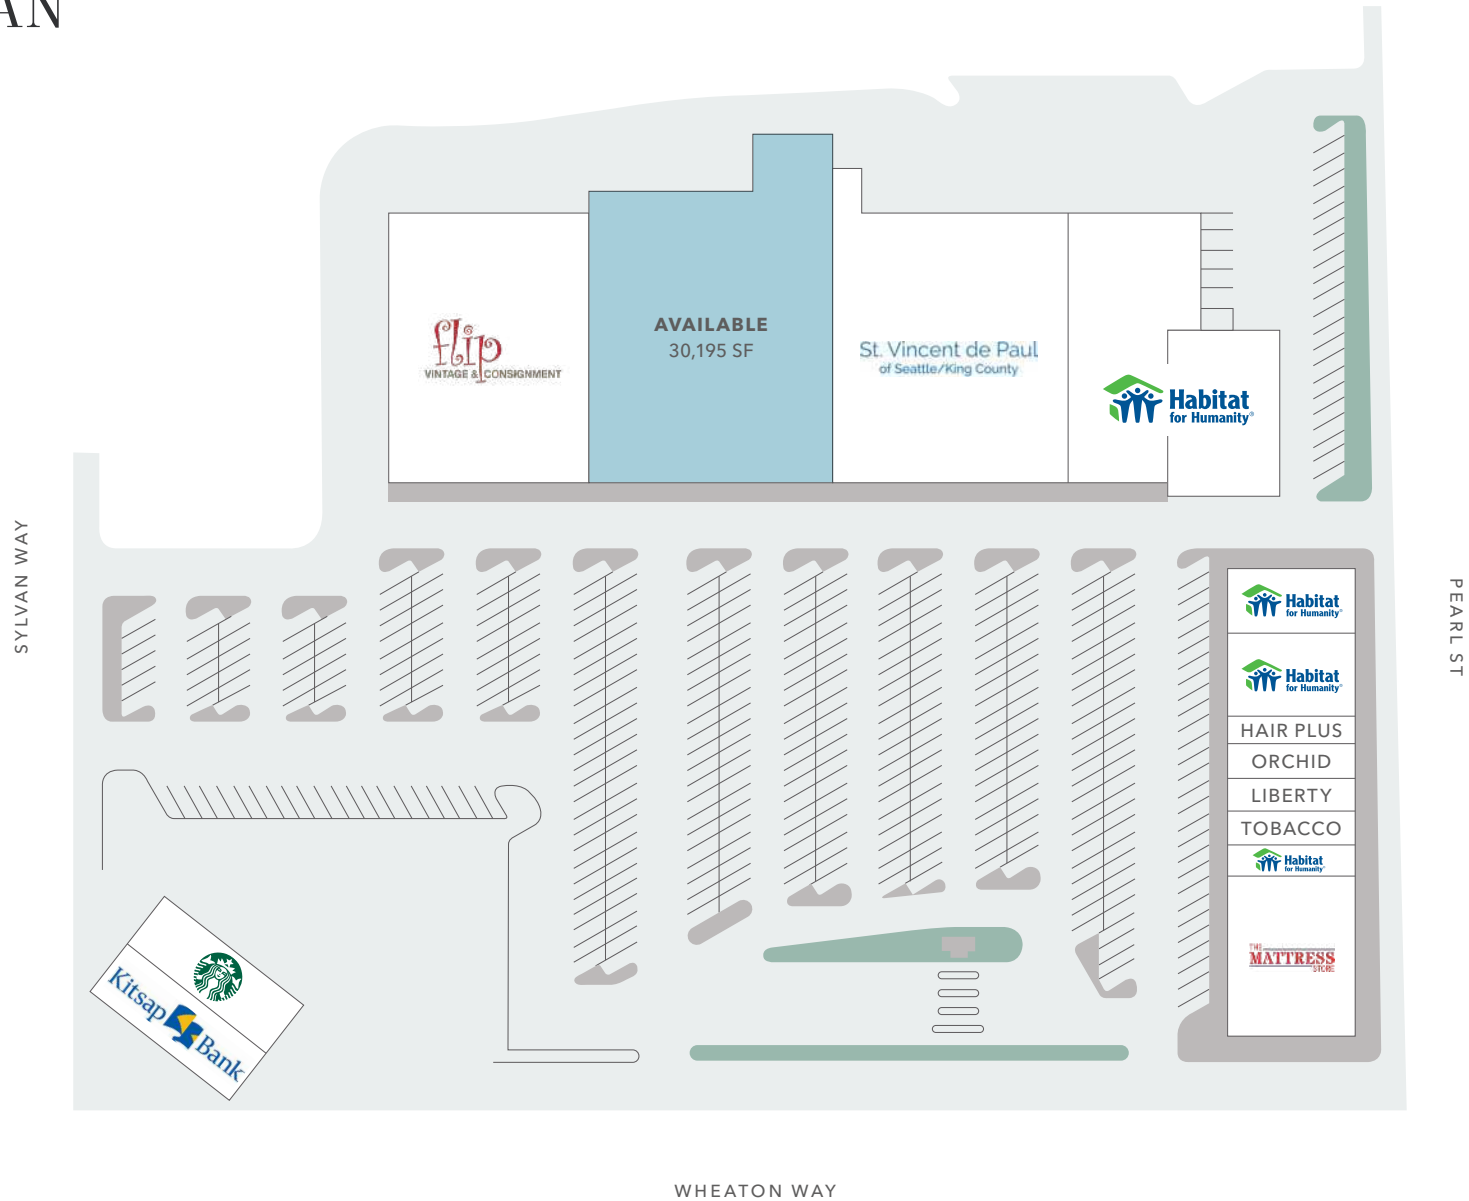 AN
flip
VINTAGE & CONSIGNMENT
AVAILABLE
30,195 SF
St. Vincent de Paul
of Seattle/King County
Habitat
for Humanity®
SYLVAN WAY
PEARL ST
Habitat
for Humanity®
Habitat
for Humanity®
HAIR PLUS
ORCHID
LIBERTY
TOBACCO
Habitat
for Humanity®
THE
MATTRESS
STORE
Kitsap Bank
WHEATON WAY